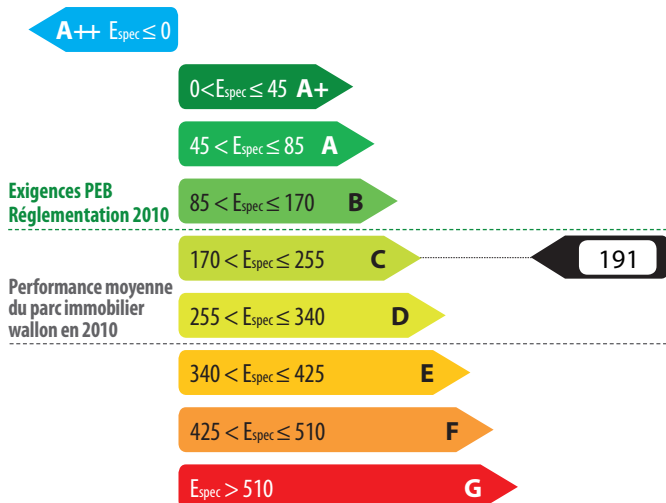 A++ Espec ≤ 0
0<Espec ≤ 45 A+
45 < Espec ≤ 85 A
Exigences PEB
Réglementation 2010
85 < Espec ≤ 170 B
170 < Espec ≤ 255 C
191
Performance moyenne
du parc immobilier
wallon en 2010
255 < Espec ≤ 340 D
340 < Espec ≤ 425 E
425 < Espec ≤ 510 F
Espec > 510 G